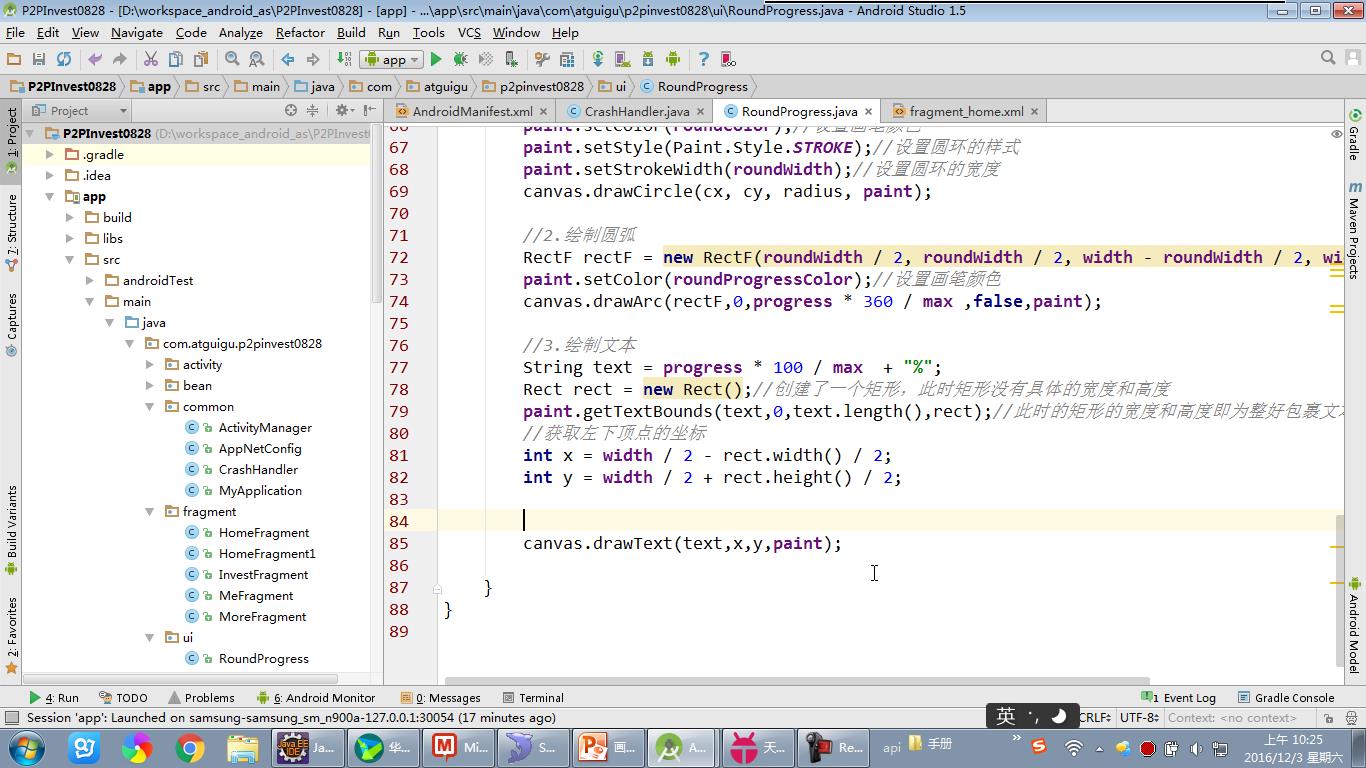 P2PInvest0828 - [D:\workspace_android_as\P2PInvest0828] - [app] - ...\app\src\main\java\com\atguigu\p2pinvest0828\ui\RoundProgress.java - Android Studio 1.5
File Edit View Navigate Code Analyze Refactor Build Run Tools VCS Window Help
app
P2PInvest0828 app src main java com atguigu p2pinvest0828 ui RoundProgress
Project
AndroidManifest.xml CrashHandler.java RoundProgress.java fragment_home.xml
1: Project
7: Structure
Captures
Build Variants
2: Favorites
P2PInvest0828 (D:\workspace_android_as\P2PInvest
.gradle
.idea
app
build
libs
src
androidTest
main
java
com.atguigu.p2pinvest0828
activity
bean
common
ActivityManager
AppNetConfig
CrashHandler
MyApplication
fragment
HomeFragment
HomeFragment1
InvestFragment
MeFragment
MoreFragment
ui
RoundProgress
66 paint.setColor(roundColor);//设置画笔颜色
67 paint.setStyle(Paint.Style.STROKE);//设置圆环的样式
68 paint.setStrokeWidth(roundWidth);//设置圆环的宽度
69 canvas.drawCircle(cx, cy, radius, paint);
70
71 //2.绘制圆弧
72 RectF rectF = new RectF(roundWidth / 2, roundWidth / 2, width - roundWidth / 2, wi
73 paint.setColor(roundProgressColor);//设置画笔颜色
74 canvas.drawArc(rectF,0,progress * 360 / max ,false,paint);
75
76 //3.绘制文本
77 String text = progress * 100 / max  + "%";
78 Rect rect = new Rect();//创建了一个矩形，此时矩形没有具体的宽度和高度
79 paint.getTextBounds(text,0,text.length(),rect);//此时的矩形的宽度和高度即为整好包裹文本
80 //获取左下顶点的坐标
81 int x = width / 2 - rect.width() / 2;
82 int y = width / 2 + rect.height() / 2;
83
84
85 canvas.drawText(text,x,y,paint);
86
87 }
88 }
89
Gradle
m Maven Projects
Android Model
4: Run TODO Problems 6: Android Monitor 0: Messages Terminal 1 Event Log Gradle Console
Session 'app': Launched on samsung-samsung_sm_n900a-127.0.0.1:30054 (17 minutes ago) 英 CRLF UTF-8 Context: <no context>
Java EE IDE Ja... 华... Mi... S... 画... A... 天... Re... api 手册
上午 10:25
2016/12/3 星期六